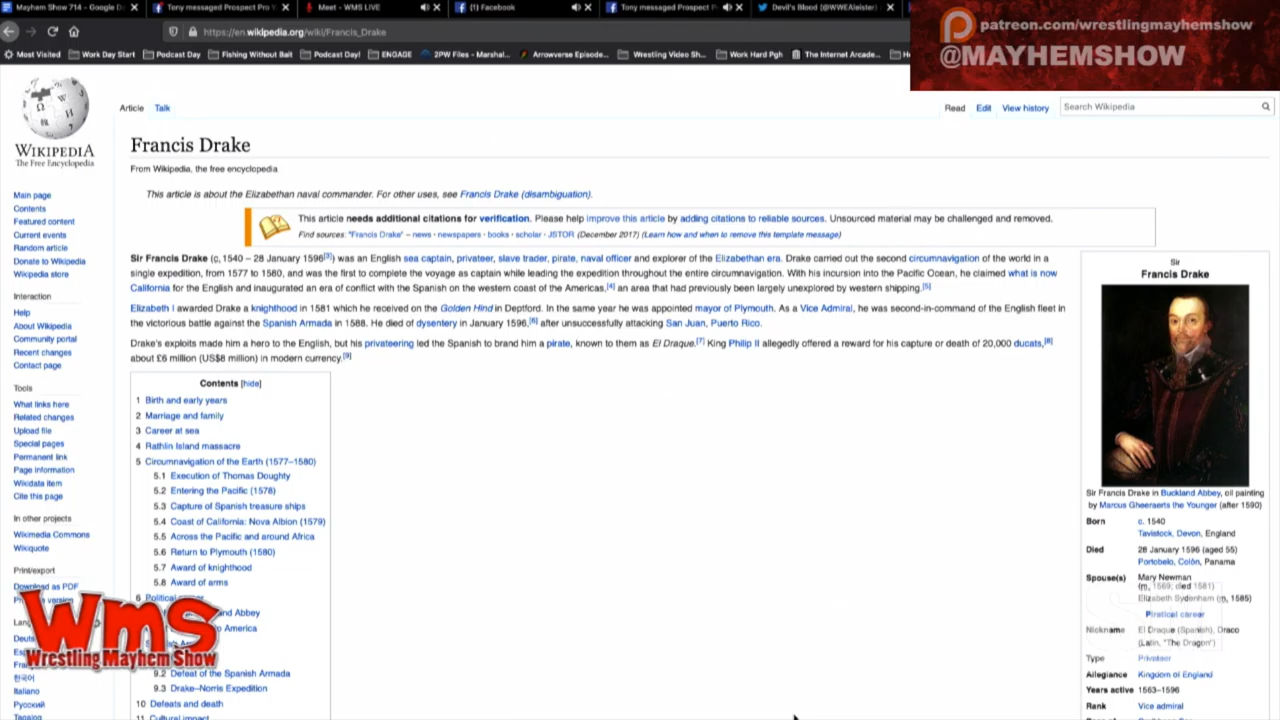 Mayhem Show 714 - Google D
Tony messaged Prospect Pro
Meet - WMS LIVE
(1) Facebook
Tony messaged Prospect P
Devil's Blood (@WWEAleister)
https://en.wikipedia.org/wiki/Francis_Drake
Most Visited
Work Day Start
Podcast Day
Fishing Without Bait
Podcast Day!
ENGAGE
2PW Files - Marshal...
Arrowverse Episode...
Wrestling Video Sh...
Work Hard Pgh
The Internet Arcade...
patreon.com/wrestlingmayhemshow
@MAYHEMSHOW
WIKIPEDIA
The Free Encyclopedia
Article Talk
Read Edit View history
Search Wikipedia
Francis Drake
From Wikipedia, the free encyclopedia
This article is about the Elizabethan naval commander. For other uses, see Francis Drake (disambiguation).
This article needs additional citations for verification. Please help improve this article by adding citations to reliable sources. Unsourced material may be challenged and removed.
Find sources: "Francis Drake" – news · newspapers · books · scholar · JSTOR (December 2017) (Learn how and when to remove this template message)
Sir Francis Drake (c. 1540 – 28 January 1596[3]) was an English sea captain, privateer, slave trader, pirate, naval officer and explorer of the Elizabethan era. Drake carried out the second circumnavigation of the world in a
single expedition, from 1577 to 1580, and was the first to complete the voyage as captain while leading the expedition throughout the entire circumnavigation. With his incursion into the Pacific Ocean, he claimed what is now
California for the English and inaugurated an era of conflict with the Spanish on the western coast of the Americas,[4] an area that had previously been largely unexplored by western shipping.[5]
Elizabeth I awarded Drake a knighthood in 1581 which he received on the Golden Hind in Deptford. In the same year he was appointed mayor of Plymouth. As a Vice Admiral, he was second-in-command of the English fleet in
the victorious battle against the Spanish Armada in 1588. He died of dysentery in January 1596,[6] after unsuccessfully attacking San Juan, Puerto Rico.
Drake's exploits made him a hero to the English, but his privateering led the Spanish to brand him a pirate, known to them as El Draque.[7] King Philip II allegedly offered a reward for his capture or death of 20,000 ducats,[8]
about £6 million (US$8 million) in modern currency.[9]
Main page
Contents
Featured content
Current events
Random article
Donate to Wikipedia
Wikipedia store
Interaction
Help
About Wikipedia
Community portal
Recent changes
Contact page
Tools
What links here
Related changes
Upload file
Special pages
Permanent link
Page information
Wikidata item
Cite this page
In other projects
Wikimedia Commons
Wikiquote
Print/export
Download as PDF
version
Deuts
Italiano
Русский
Contents [hide]
1 Birth and early years
2 Marriage and family
3 Career at sea
4 Rathlin Island massacre
5 Circumnavigation of the Earth (1577–1580)
5.1 Execution of Thomas Doughty
5.2 Entering the Pacific (1578)
5.3 Capture of Spanish treasure ships
5.4 Coast of California: Nova Albion (1579)
5.5 Across the Pacific and around Africa
5.6 Return to Plymouth (1580)
5.7 Award of knighthood
5.8 Award of arms
6 Political
and Abbey
to America
9.2 Defeat of the Spanish Armada
9.3 Drake–Norris Expedition
10 Defeats and death
11 Cultural impact
Sir
Francis Drake
Sir Francis Drake in Buckland Abbey, oil painting
by Marcus Gheeraerts the Younger (after 1590)
Born c. 1540
Tavistock, Devon, England
Died 28 January 1596 (aged 55)
Portobelo, Colón, Panama
Spouse(s) Mary Newman
(m. 1569; died 1581)
Elizabeth Sydenham (m. 1585)
Piratical career
Nickname El Draque (Spanish), Draco
(Latin, "The Dragon")
Type Privateer
Allegiance Kingdom of England
Years active 1563–1596
Rank Vice admiral
WMS
Wrestling Mayhem Show